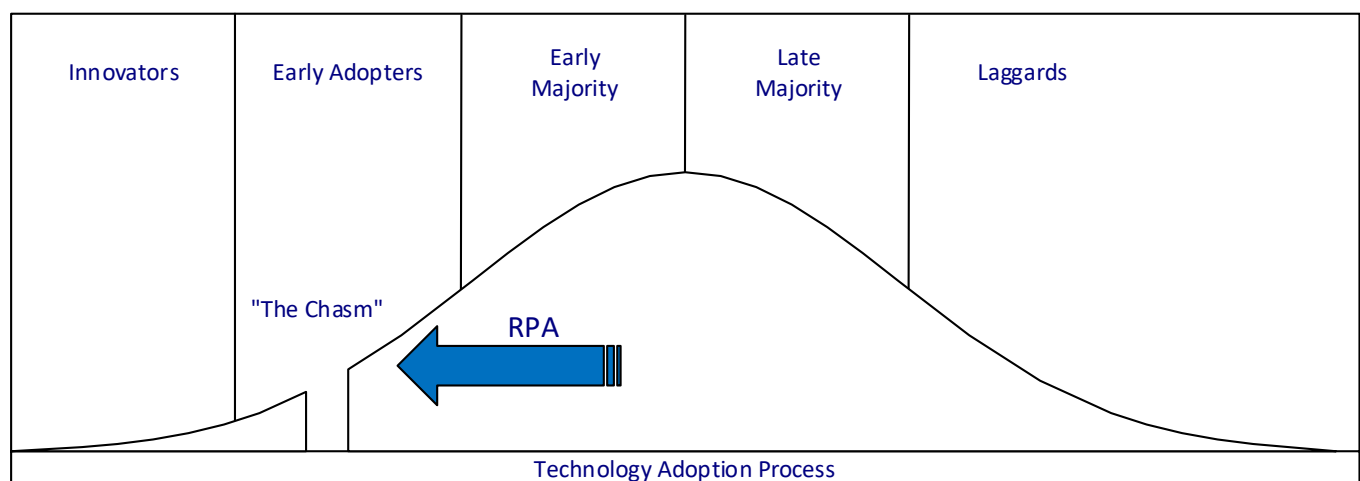 Innovators
Early Adopters
Early
Majority
Late
Majority
Laggards
"The Chasm"
RPA
Technology Adoption Process